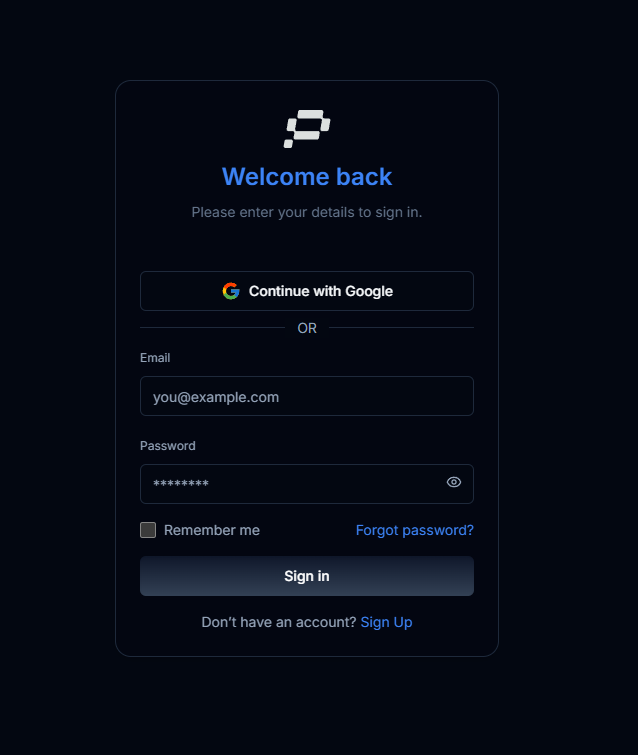 Welcome back
Please enter your details to sign in.
Continue with Google
OR
Email
you@example.com
Password
********
Remember me
Forgot password?
Sign in
Don’t have an account? Sign Up